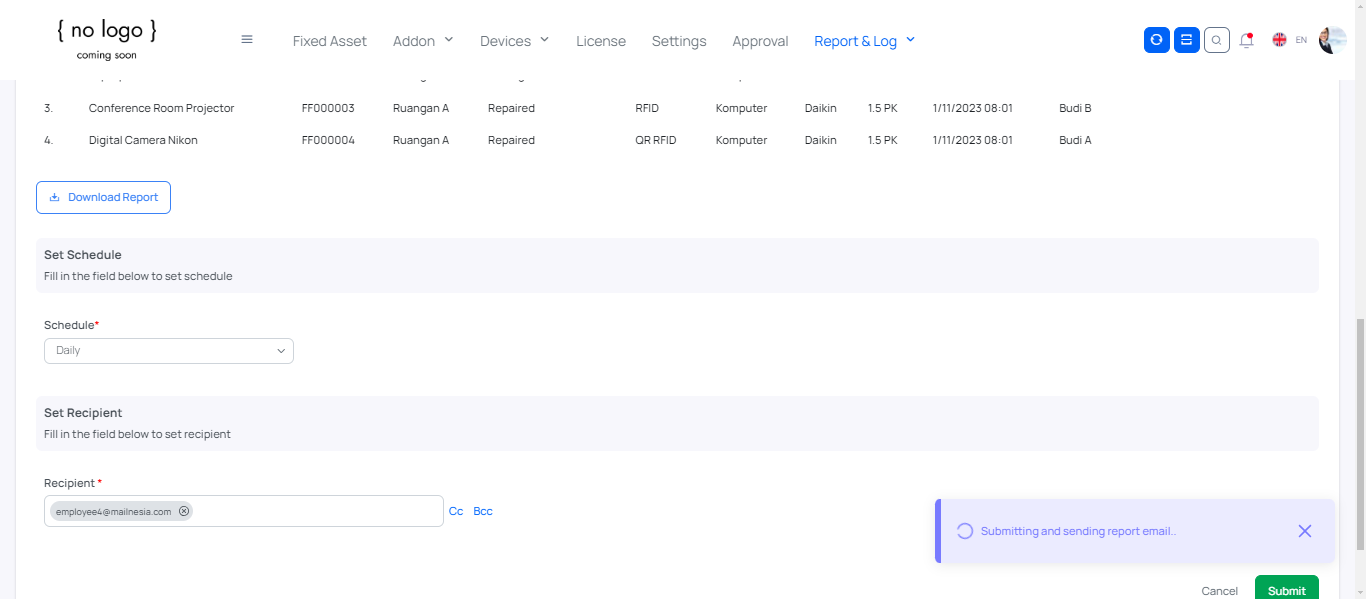 { no logo }
coming soon
Fixed Asset Addon Devices License Settings Approval Report & Log EN
3. Conference Room Projector FF000003 Ruangan A Repaired RFID Komputer Daikin 1.5 PK 1/11/2023 08:01 Budi B
4. Digital Camera Nikon FF000004 Ruangan A Repaired QR RFID Komputer Daikin 1.5 PK 1/11/2023 08:01 Budi A
Download Report
Set Schedule
Fill in the field below to set schedule
Schedule*
Daily
Set Recipient
Fill in the field below to set recipient
Recipient *
employee4@mailnesia.com Cc Bcc
Submitting and sending report email..
Cancel Submit